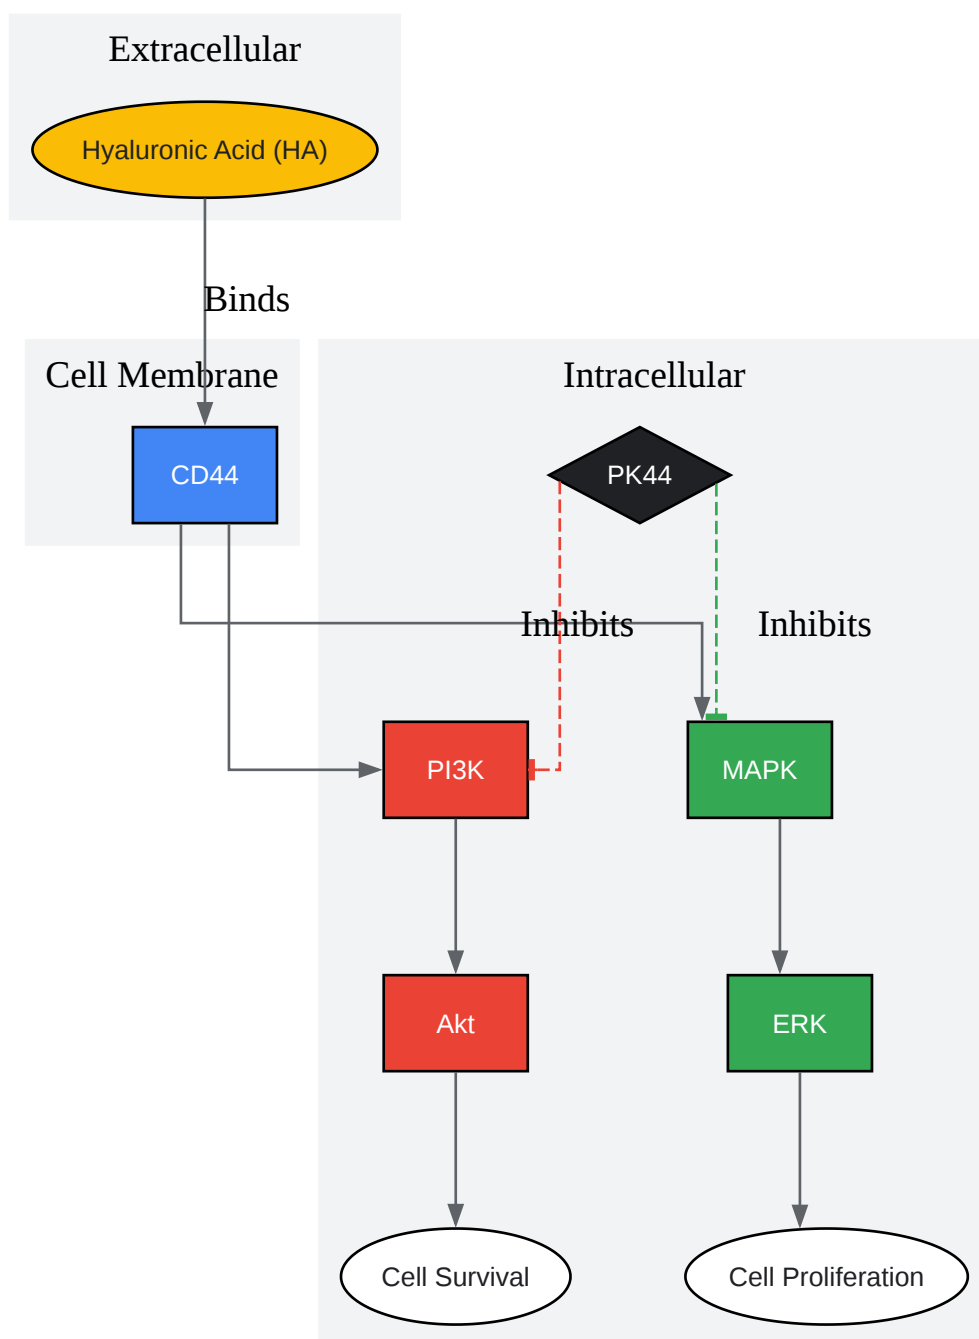 Extracellular
Hyaluronic Acid (HA)
Binds
Cell Membrane
Intracellular
CD44
PK44
Inhibits
Inhibits
PI3K
MAPK
Akt
ERK
Cell Survival
Cell Proliferation